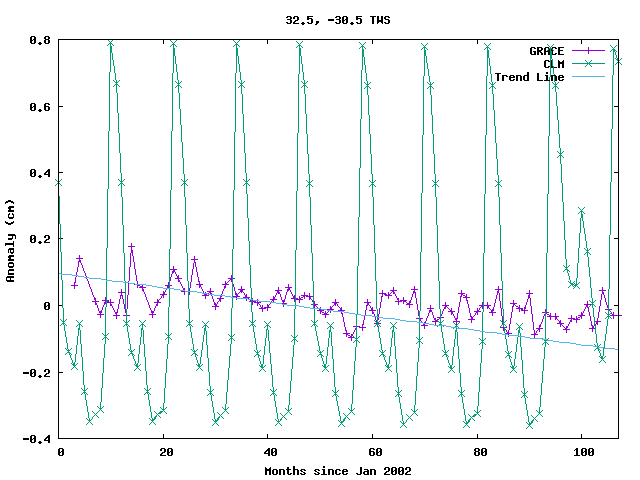 32.5, -30.5 TWS
GRACE
CLM
Trend Line
0.8
0.6
0.4
0.2
0
-0.2
-0.4
Anomaly (cm)
0 20 40 60 80 100
Months since Jan 2002